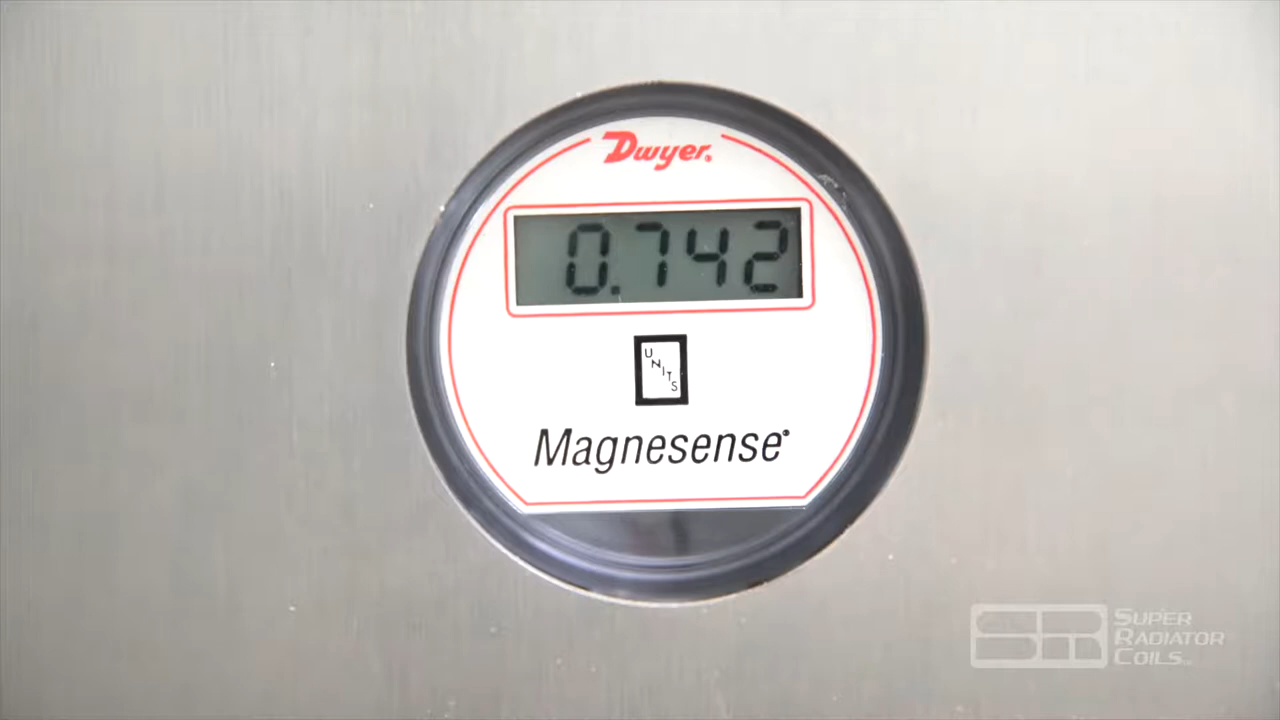 Dwyer®
0.742
UNITS
Magnesense®
SUPER
RADIATOR
COILS